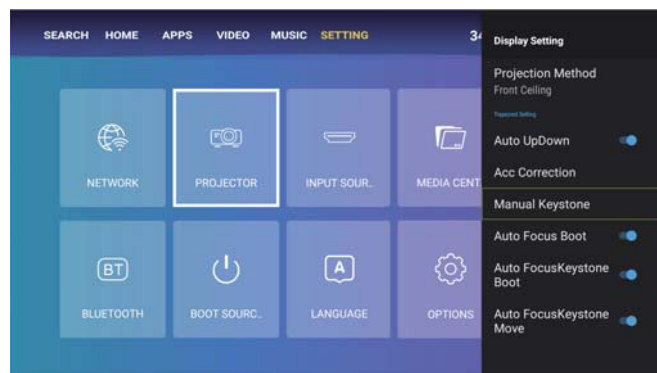 SEARCH HOME APPS VIDEO MUSIC SETTING 34
NETWORK PROJECTOR INPUT SOUR.. MEDIA CENT
BT
A
BLUETOOTH BOOT SOURC.. LANGUAGE OPTIONS
Display Setting
Projection Method
Front Ceiling
Auto UpDown
Acc Correction
Manual Keystone
Auto Focus Boot
Auto FocusKeystone
Boot
Auto FocusKeystone
Move